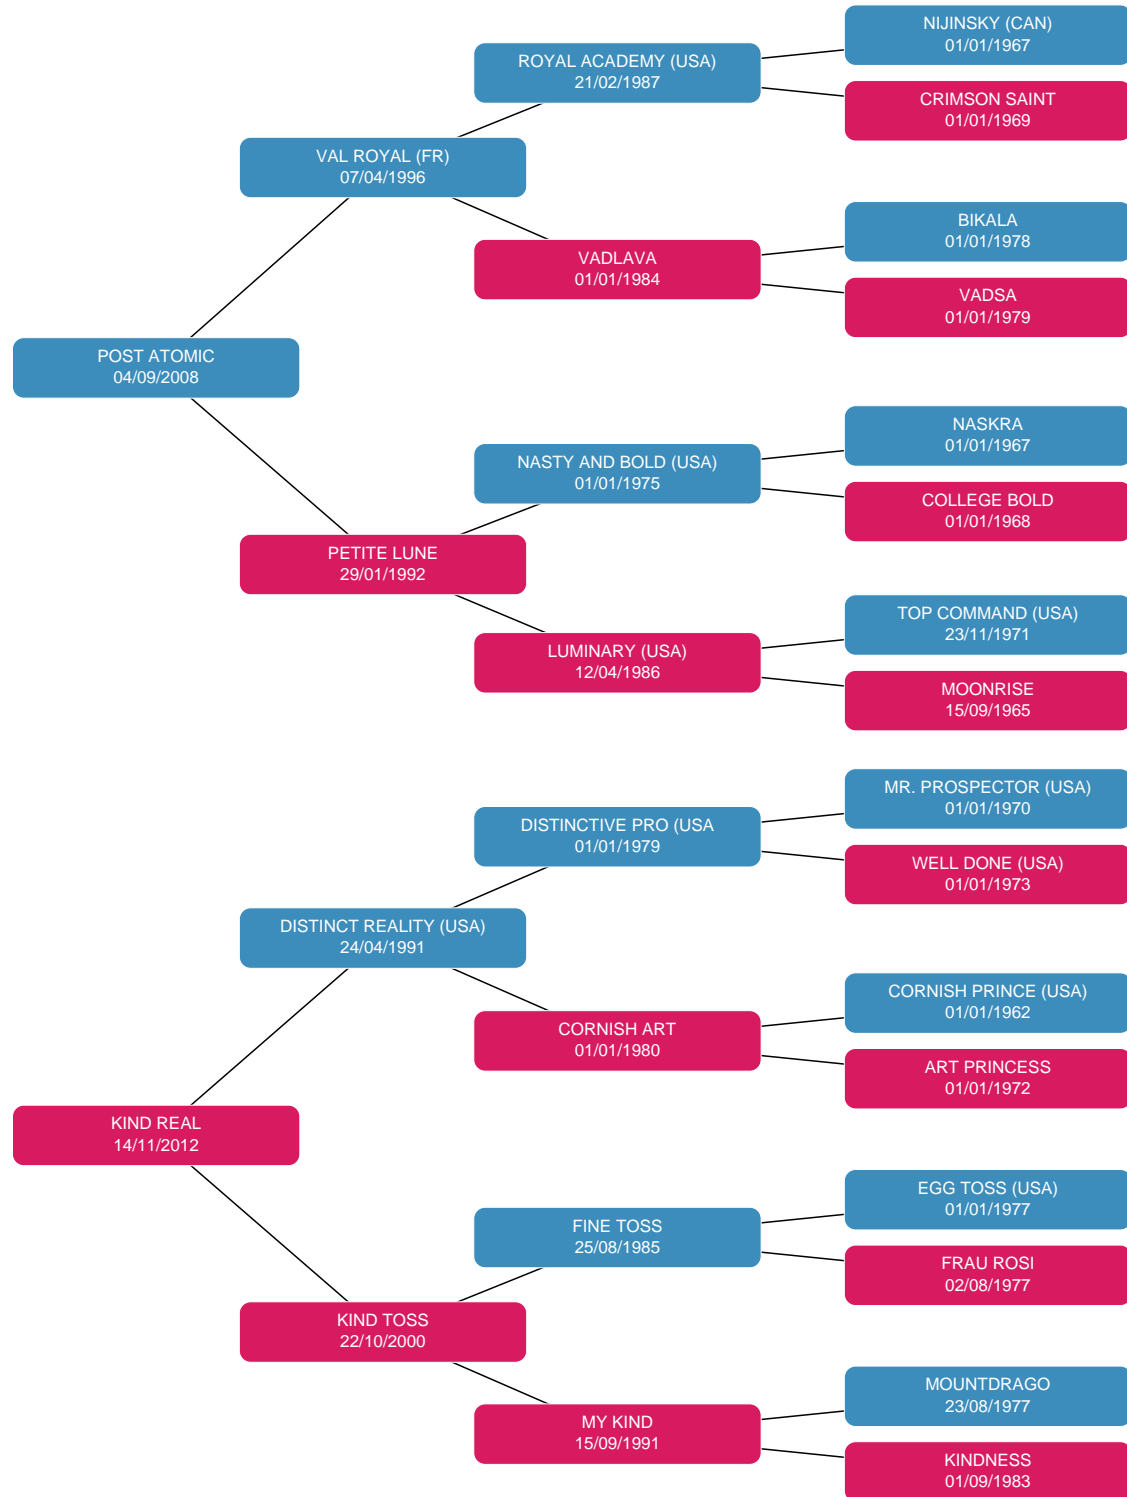 NIJINSKY (CAN)
01/01/1967
ROYAL ACADEMY (USA)
21/02/1987
CRIMSON SAINT
01/01/1969
VAL ROYAL (FR)
07/04/1996
BIKALA
01/01/1978
VADLAVA
01/01/1984
VADSA
01/01/1979
POST ATOMIC
04/09/2008
NASKRA
01/01/1967
NASTY AND BOLD (USA)
01/01/1975
COLLEGE BOLD
01/01/1968
PETITE LUNE
29/01/1992
TOP COMMAND (USA)
23/11/1971
LUMINARY (USA)
12/04/1986
MOONRISE
15/09/1965
MR. PROSPECTOR (USA)
01/01/1970
DISTINCTIVE PRO (USA
01/01/1979
WELL DONE (USA)
01/01/1973
DISTINCT REALITY (USA)
24/04/1991
CORNISH PRINCE (USA)
01/01/1962
CORNISH ART
01/01/1980
ART PRINCESS
01/01/1972
KIND REAL
14/11/2012
EGG TOSS (USA)
01/01/1977
FINE TOSS
25/08/1985
FRAU ROSI
02/08/1977
KIND TOSS
22/10/2000
MOUNTDRAGO
23/08/1977
MY KIND
15/09/1991
KINDNESS
01/09/1983